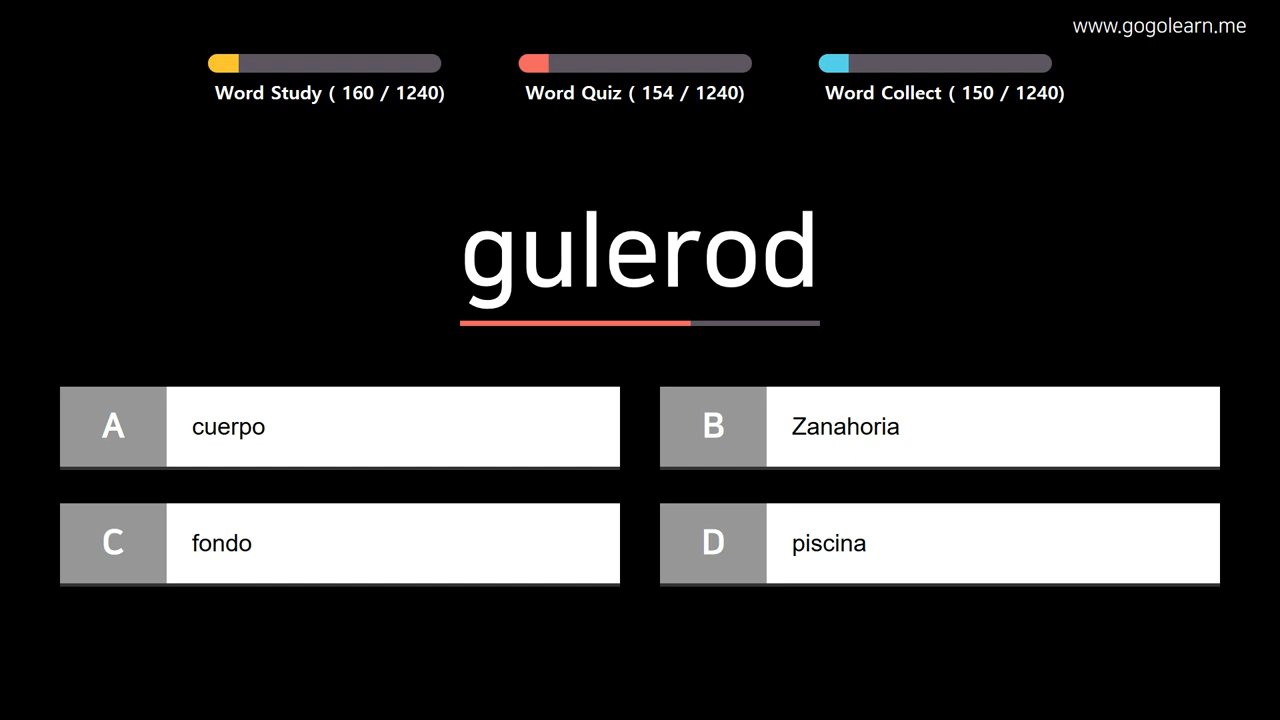 www.gogolearn.me
Word Study ( 160 / 1240)
Word Quiz ( 154 / 1240)
Word Collect ( 150 / 1240)
gulerod
A cuerpo
B Zanahoria
C fondo
D piscina